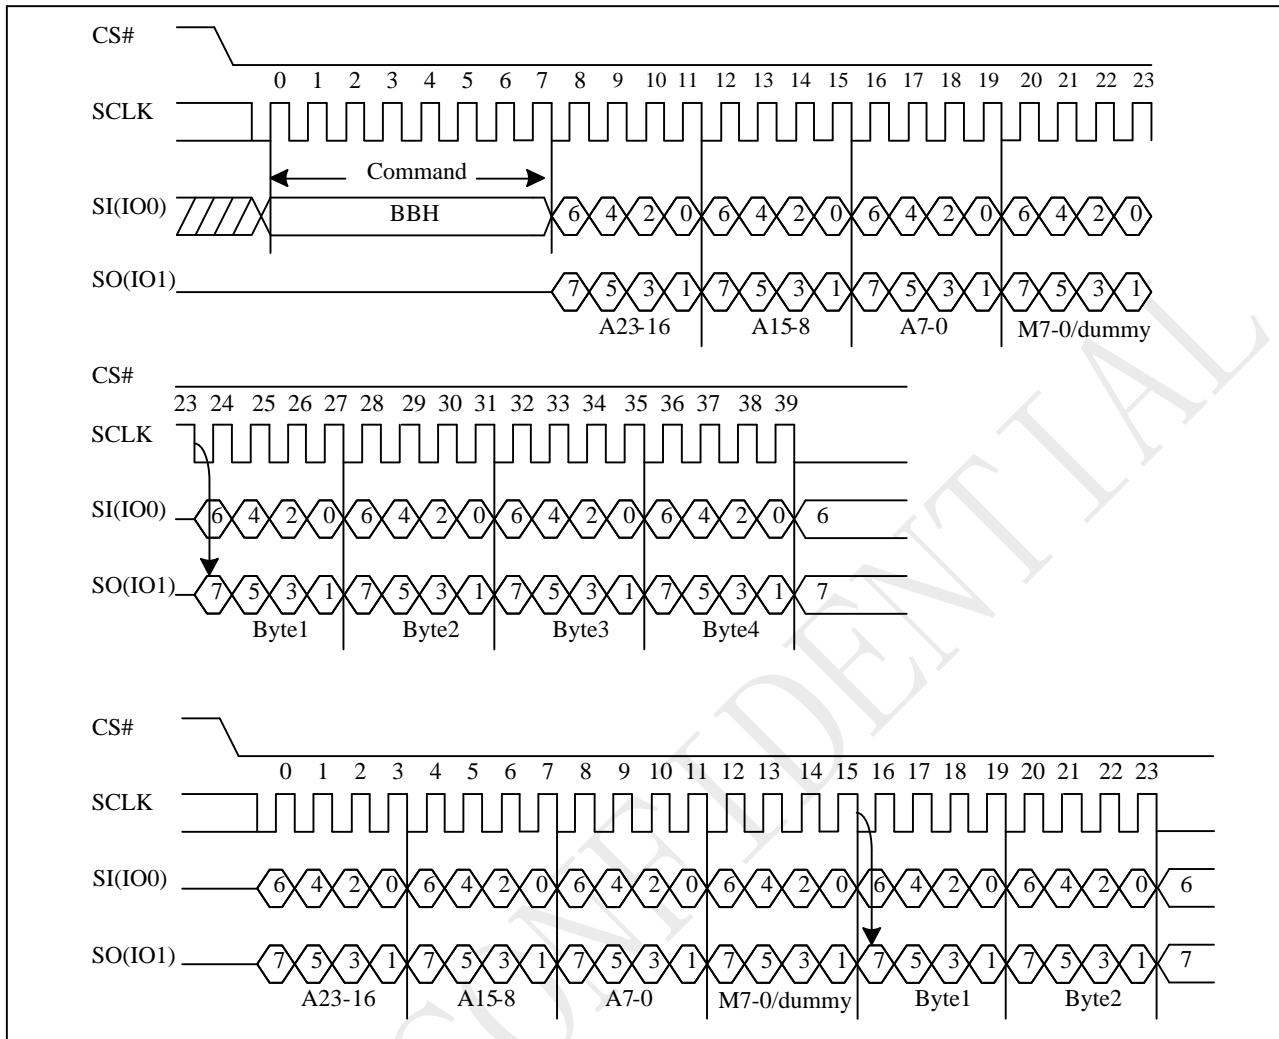 CS#
0 1 2 3 4 5 6 7 8 9 10 11 12 13 14 15 16 17 18 19 20 21 22 23
SCLK
Command
SI(IO0) BBH 6 4 2 0 6 4 2 0 6 4 2 0 6 4 2 0
SO(IO1) 7 5 3 1 7 5 3 1 7 5 3 1 7 5 3 1
A23-16 A15-8 A7-0 M7-0/dummy
CS#
23 24 25 26 27 28 29 30 31 32 33 34 35 36 37 38 39
SCLK
SI(IO0) 6 4 2 0 6 4 2 0 6 4 2 0 6 4 2 0 6
SO(IO1) 7 5 3 1 7 5 3 1 7 5 3 1 7 5 3 1 7
Byte1 Byte2 Byte3 Byte4
CS#
0 1 2 3 4 5 6 7 8 9 10 11 12 13 14 15 16 17 18 19 20 21 22 23
SCLK
SI(IO0) 6 4 2 0 6 4 2 0 6 4 2 0 6 4 2 0 6 4 2 0 6 4 2 0 6
SO(IO1) 7 5 3 1 7 5 3 1 7 5 3 1 7 5 3 1 7 5 3 1 7 5 3 1 7
A23-16 A15-8 A7-0 M7-0/dummy Byte1 Byte2
CONFIDENTIAL